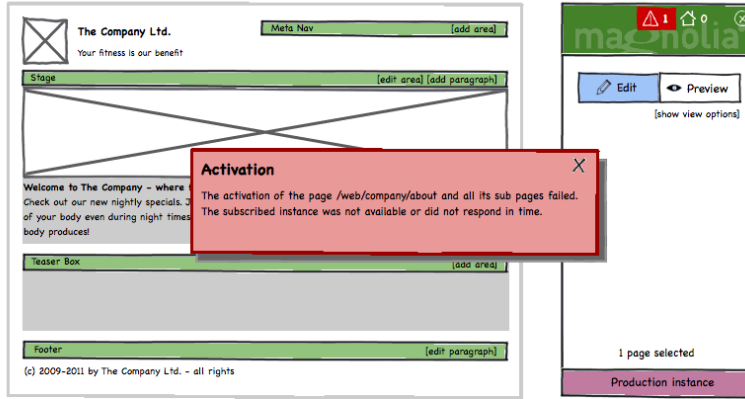 The Company Ltd.
Your fitness is our benefit
Meta Nav [add area]
1 0
magnolia
Stage [edit area] [add paragraph]
Edit Preview
[show view options]
Activation X
The activation of the page /web/company/about and all its sub pages failed.
The subscribed instance was not available or did not respond in time.
Welcome to The Company - where
Check out our new nightly specials.
of your body even during night times
body produces!
Teaser Box [add area]
Footer [edit paragraph]
(c) 2009-2011 by The Company Ltd. - all rights
1 page selected
Production instance